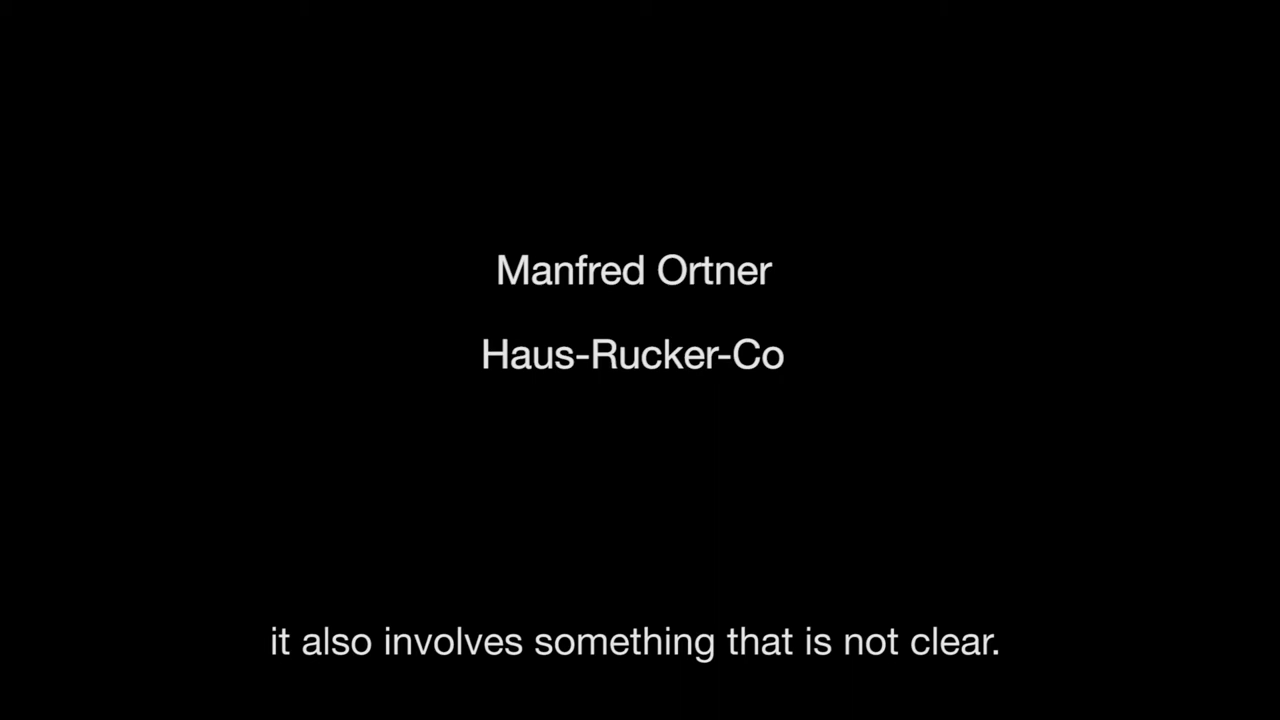 Manfred Ortner
Haus-Rucker-Co
it also involves something that is not clear.